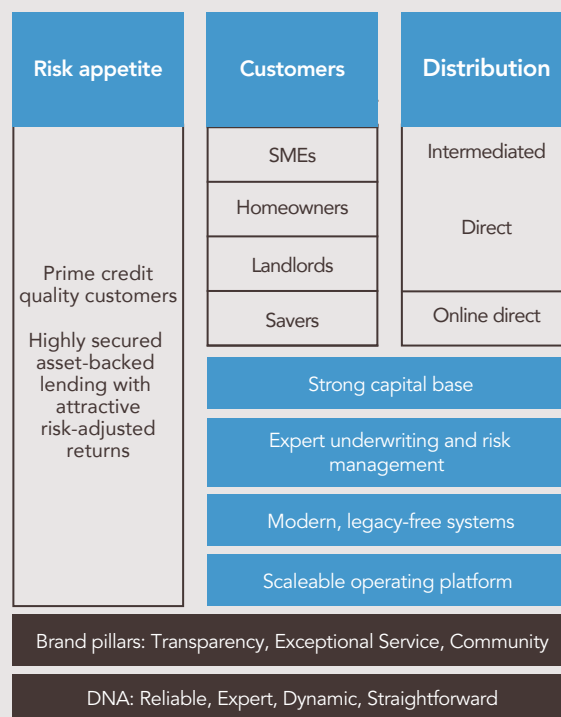 Risk appetite
Prime credit
quality customers
Highly secured
asset-backed
lending with
attractive
risk-adjusted
returns
Customers
SMEs
Homeowners
Landlords
Savers
Distribution
Intermediated
Direct
Online direct
Strong capital base
Expert underwriting and risk
management
Modern, legacy-free systems
Scaleable operating platform
Brand pillars: Transparency, Exceptional Service, Community
DNA: Reliable, Expert, Dynamic, Straightforward